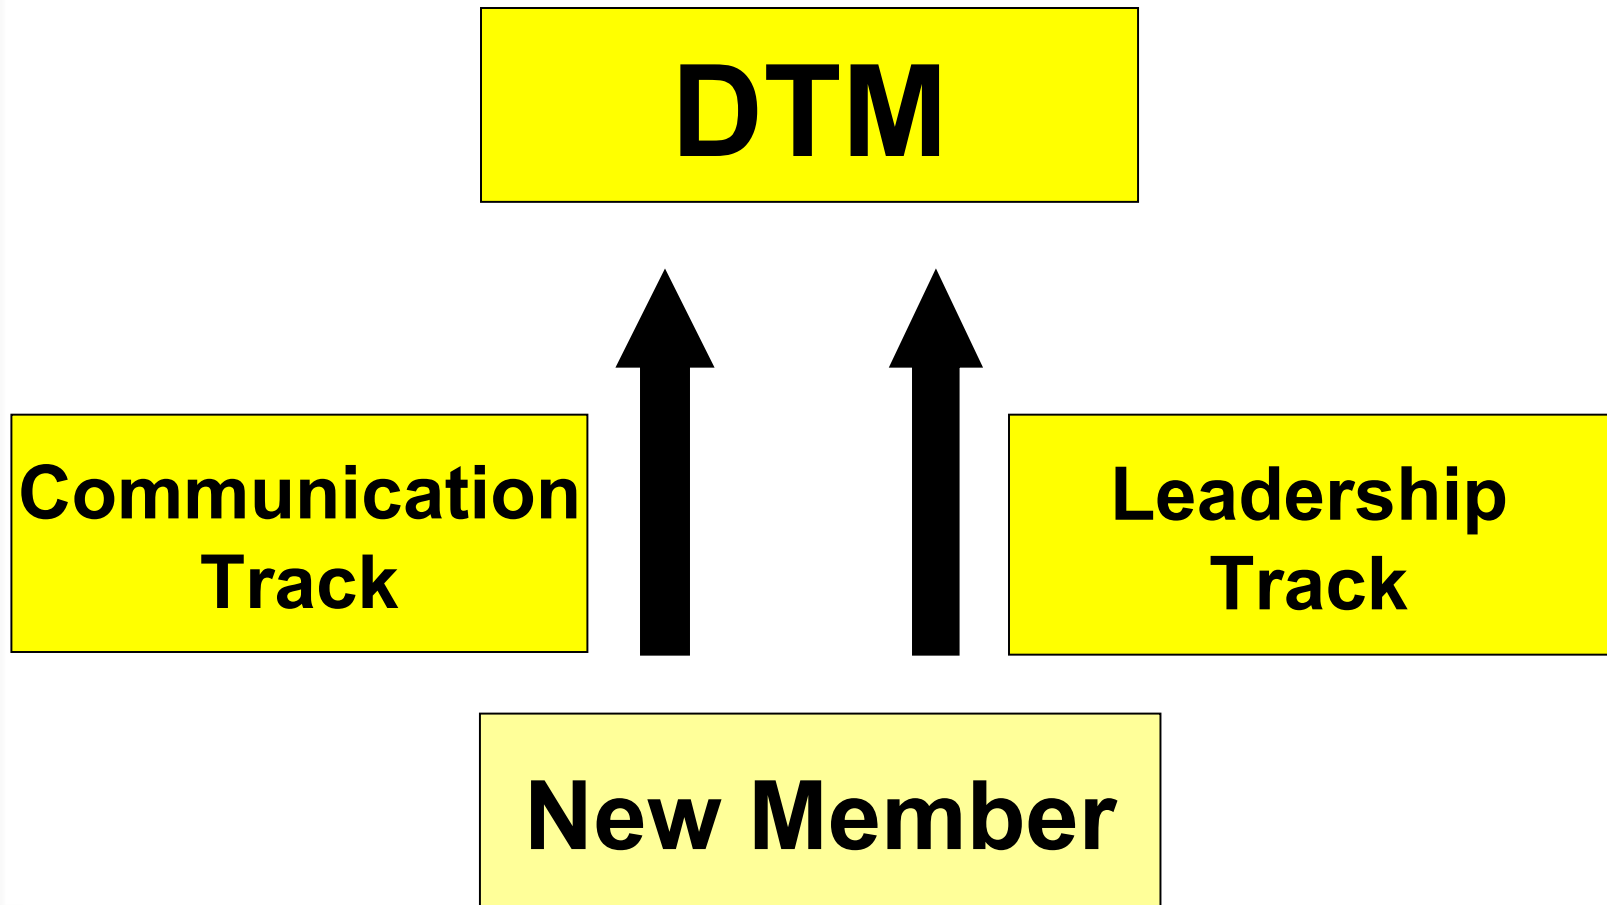 DTM
Communication
Track
Leadership
Track
New Member